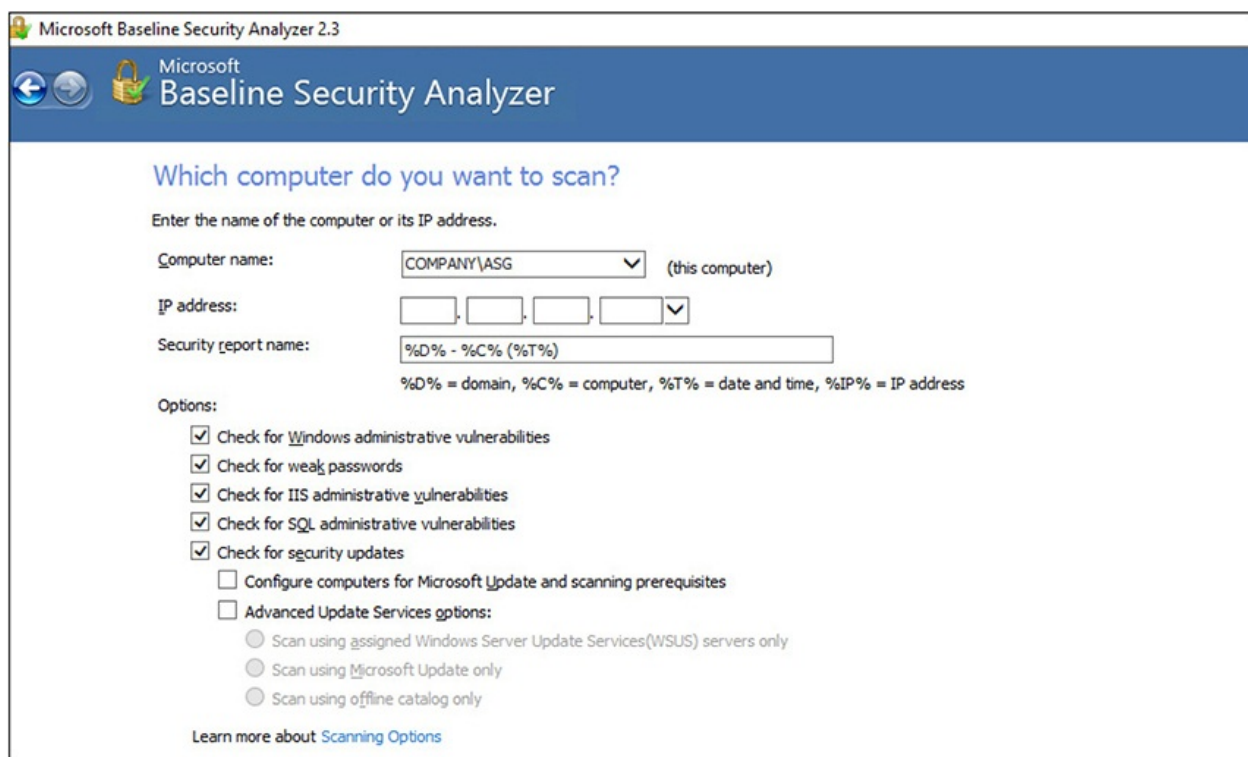 Microsoft Baseline Security Analyzer 2.3
Microsoft
Baseline Security Analyzer
Which computer do you want to scan?
Enter the name of the computer or its IP address.
Computer name: COMPANY\ASG (this computer)
IP address: . . .
Security report name: %D% - %C% (%T%)
%D% = domain, %C% = computer, %T% = date and time, %IP% = IP address
Options:
Check for Windows administrative vulnerabilities
Check for weak passwords
Check for IIS administrative vulnerabilities
Check for SQL administrative vulnerabilities
Check for security updates
Configure computers for Microsoft Update and scanning prerequisites
Advanced Update Services options:
Scan using assigned Windows Server Update Services(WSUS) servers only
Scan using Microsoft Update only
Scan using offline catalog only
Learn more about Scanning Options